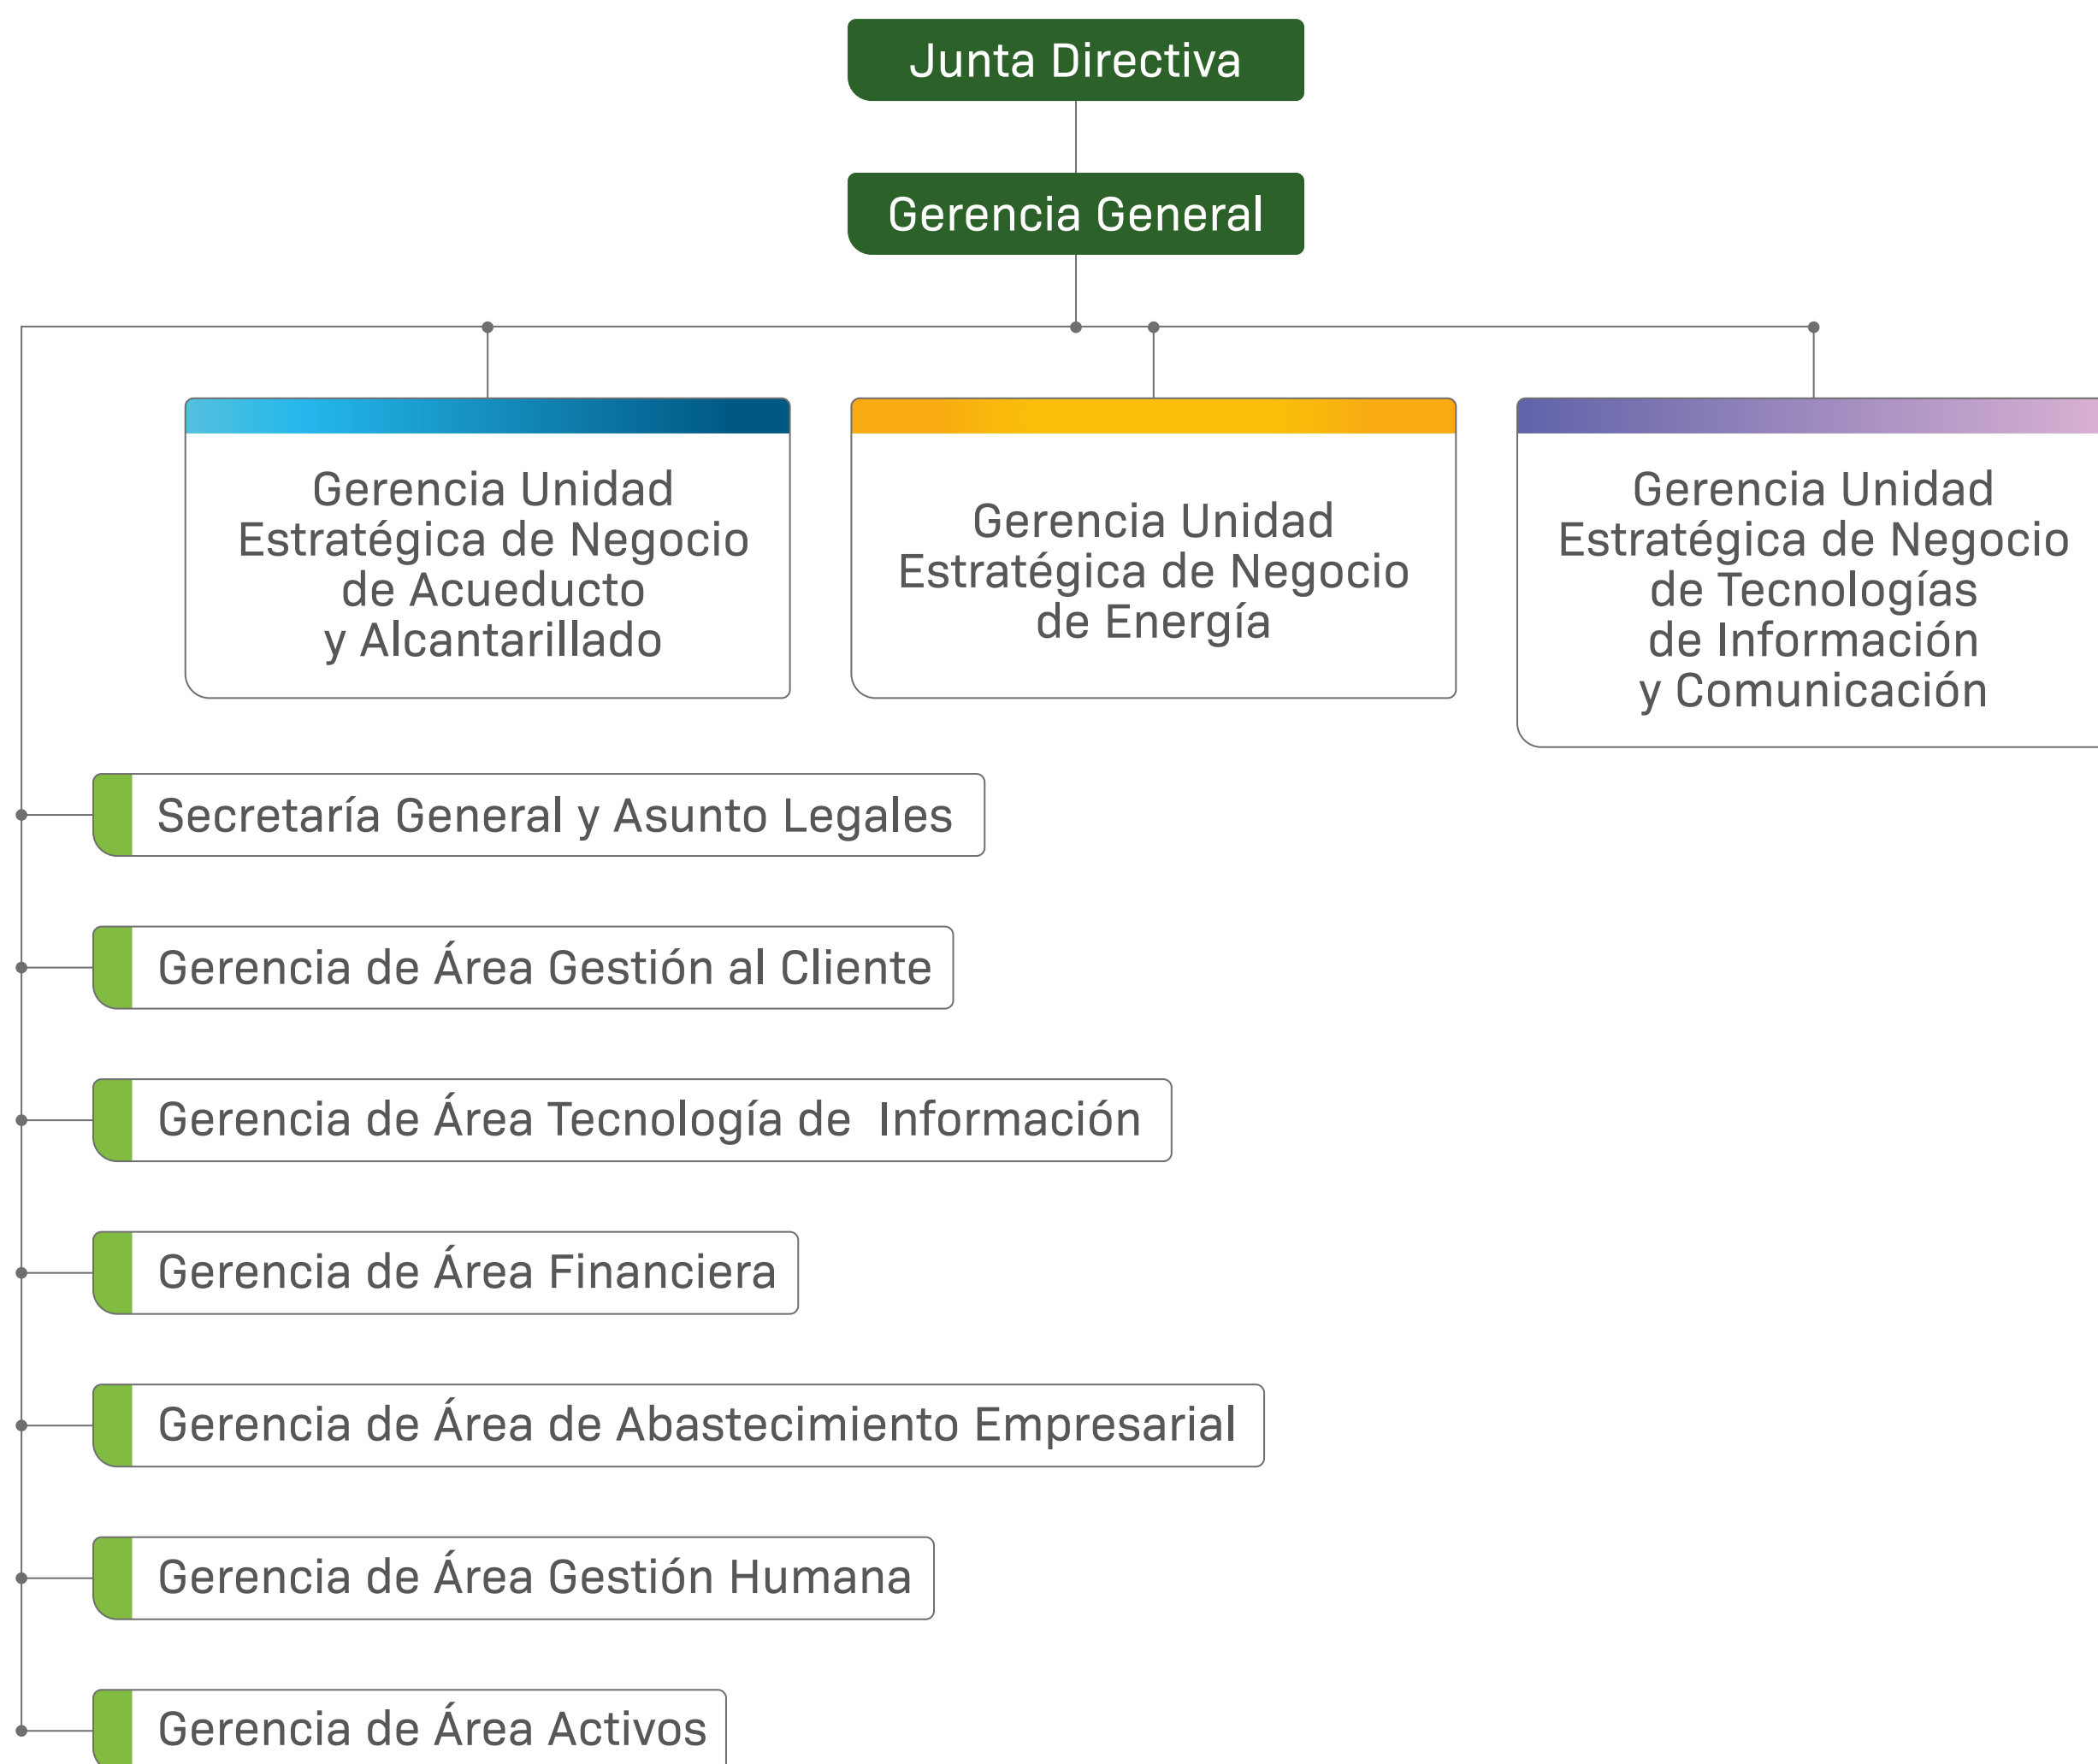 Junta Directiva
Gerencia General
Gerencia Unidad
Estratégica de Negocio
de Acueducto
y Alcantarillado
Gerencia Unidad
Estratégica de Negocio
de Energía
Gerencia Unidad
Estratégica de Negocio
de Tecnologías
de Información
y Comunicación
Secretaría General y Asunto Legales
Gerencia de Área Gestión al Cliente
Gerencia de Área Tecnología de  Información
Gerencia de Área Financiera
Gerencia de Área de Abastecimiento Empresarial
Gerencia de Área Gestión Humana
Gerencia de Área Activos